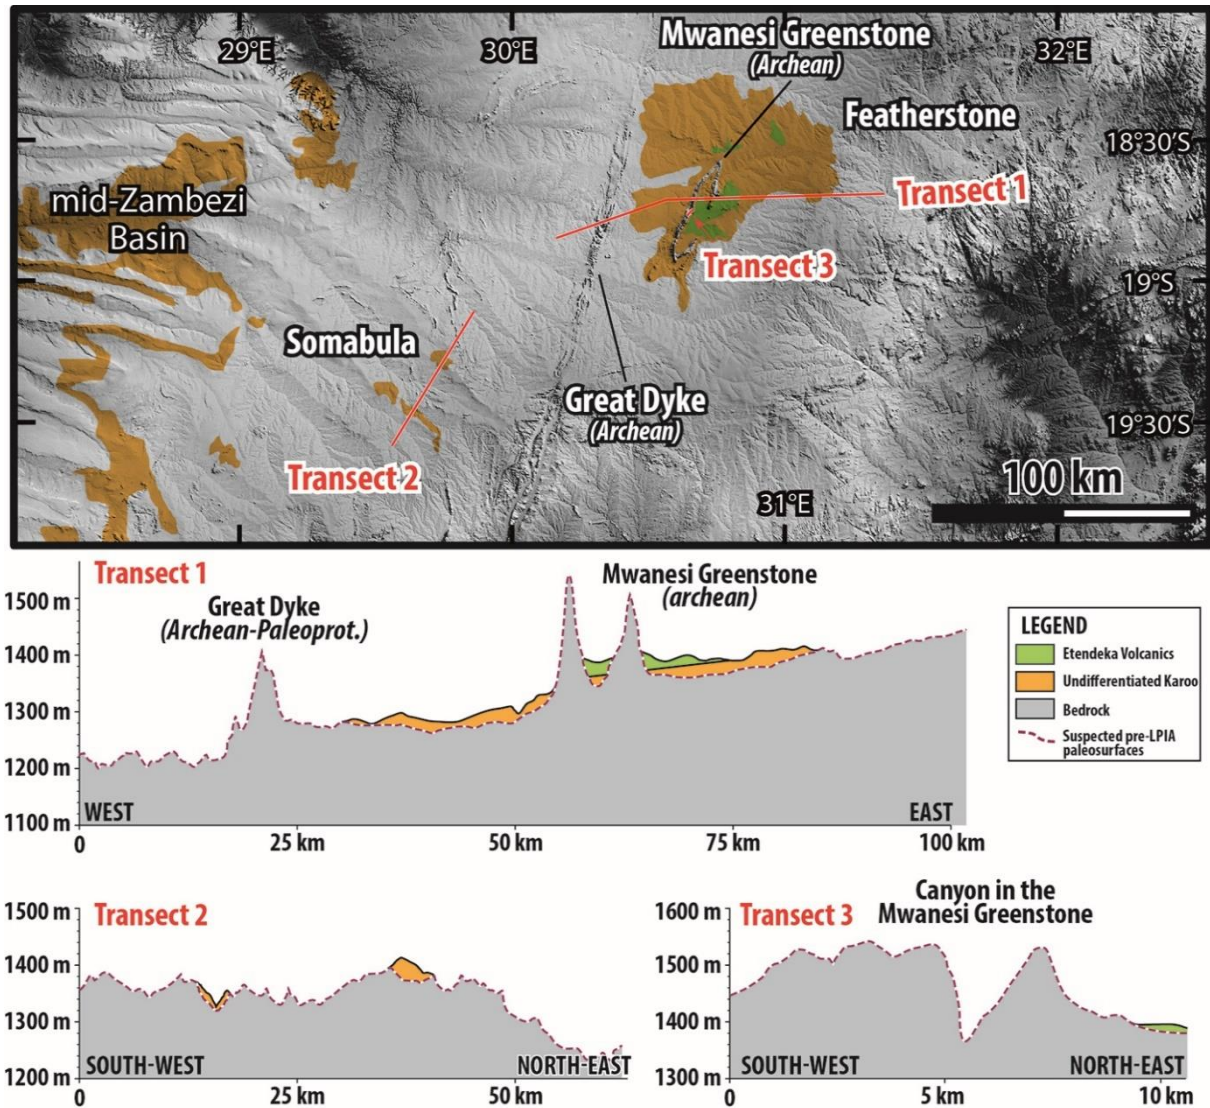 29°E
30°E
Mwanesi Greenstone
(Archean)
32°E
Featherstone
18°30'S
mid-Zambezi
Basin
Transect 1
Transect 3
19°S
Somabula
Great Dyke
(Archean)
19°30'S
Transect 2
31°E
100 km
Transect 1
Great Dyke
(Archean-Paleoprot.)
Mwanesi Greenstone
(archean)
1500 m
1400 m
1300 m
1200 m
1100 m
WEST
EAST
0
25 km
50 km
75 km
100 km
LEGEND
Etendeka Volcanics
Undifferentiated Karoo
Bedrock
Suspected pre-LPIA
paleosurfaces
Transect 2
1500 m
1400 m
1300 m
1200 m
SOUTH-WEST
NORTH-EAST
0
25 km
50 km
Transect 3
Canyon in the
Mwanesi Greenstone
1600 m
1500 m
1400 m
1300 m
SOUTH-WEST
NORTH-EAST
0
5 km
10 km